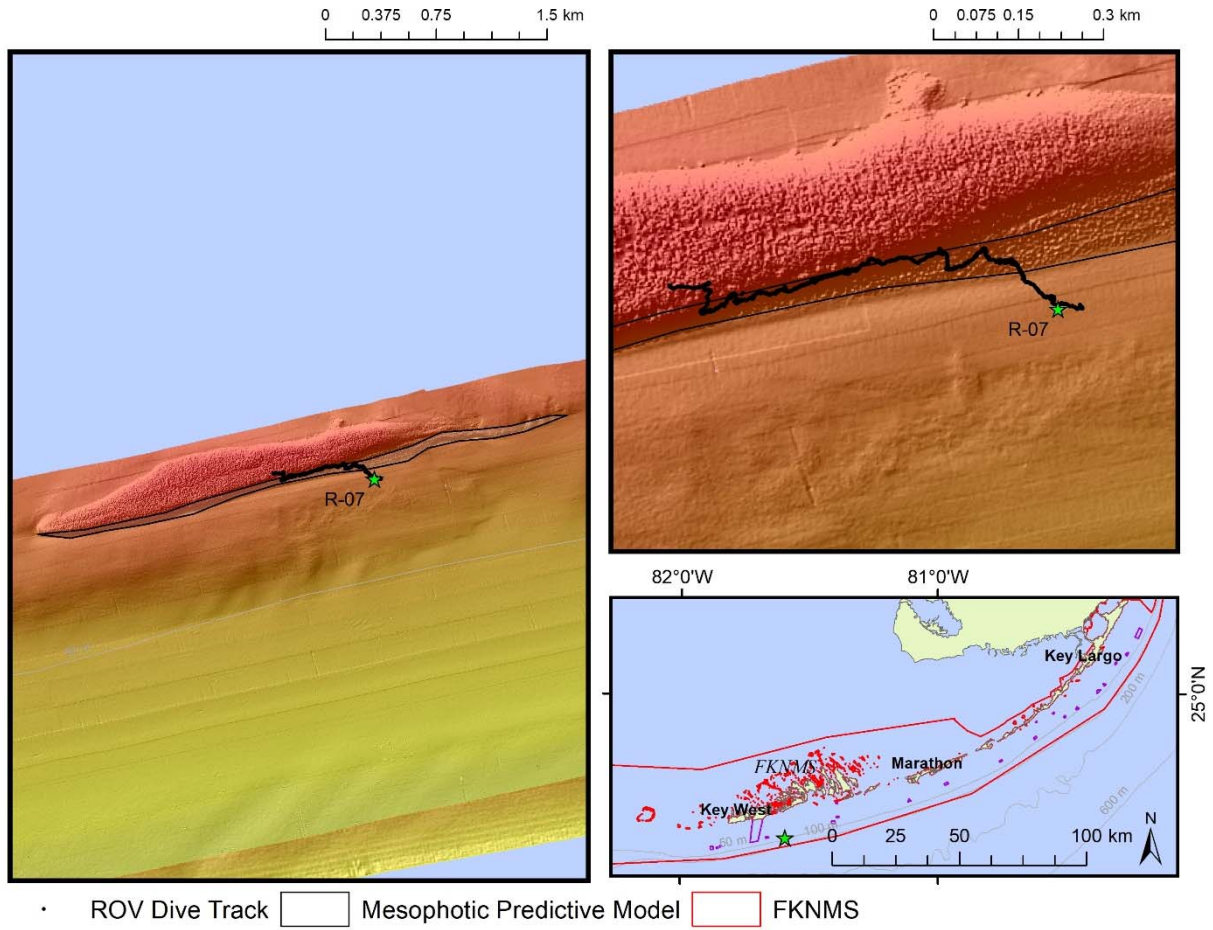 0 0.375 0.75 1.5 km
0 0.075 0.15 0.3 km
R-07
R-07
82°0'W 81°0'W
Key Largo
25°0'N
200 m
FKNMS
Marathon
Key West
600 m
50 m 100 m
N
0 25 50 100 km
ROV Dive Track Mesophotic Predictive Model FKNMS